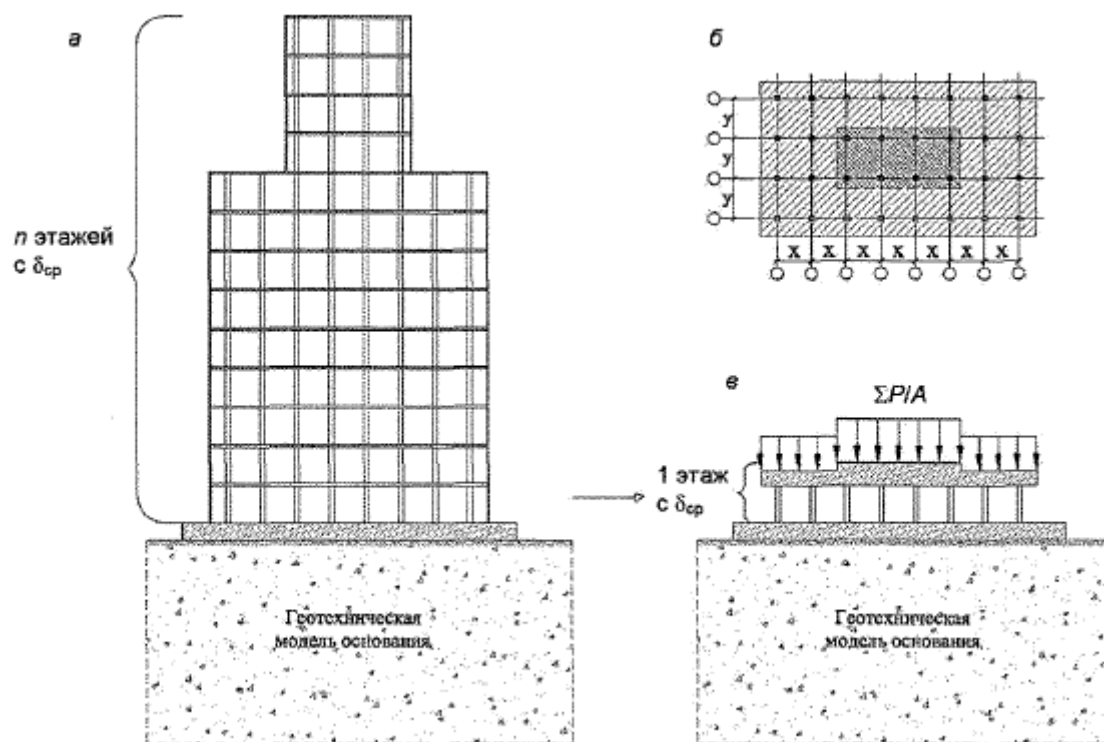 а
n этажей
с δср
Геотехническая
модель основания
б
у
у
у
х х х х х х х
в
ΣP/A
1 этаж
с δср
Геотехническая
модель основания